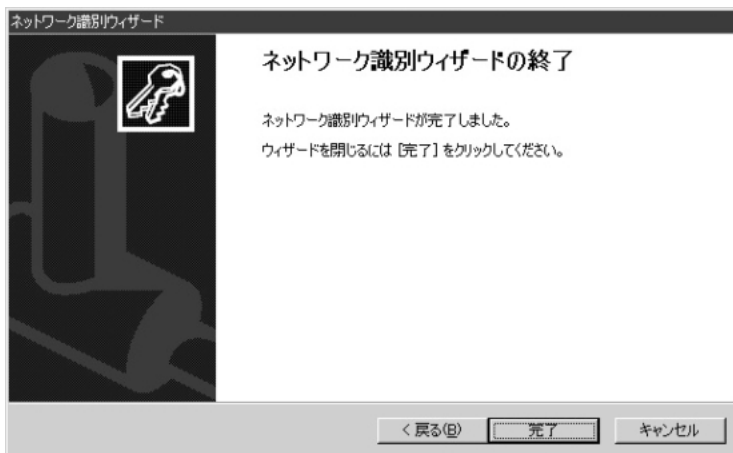 ネットワーク識別ウィザード
ネットワーク識別ウィザードの終了
ネットワーク識別ウィザードが完了しました。
ウィザードを閉じるには [完了] をクリックしてください。
< 戻る(B)
完了
キャンセル